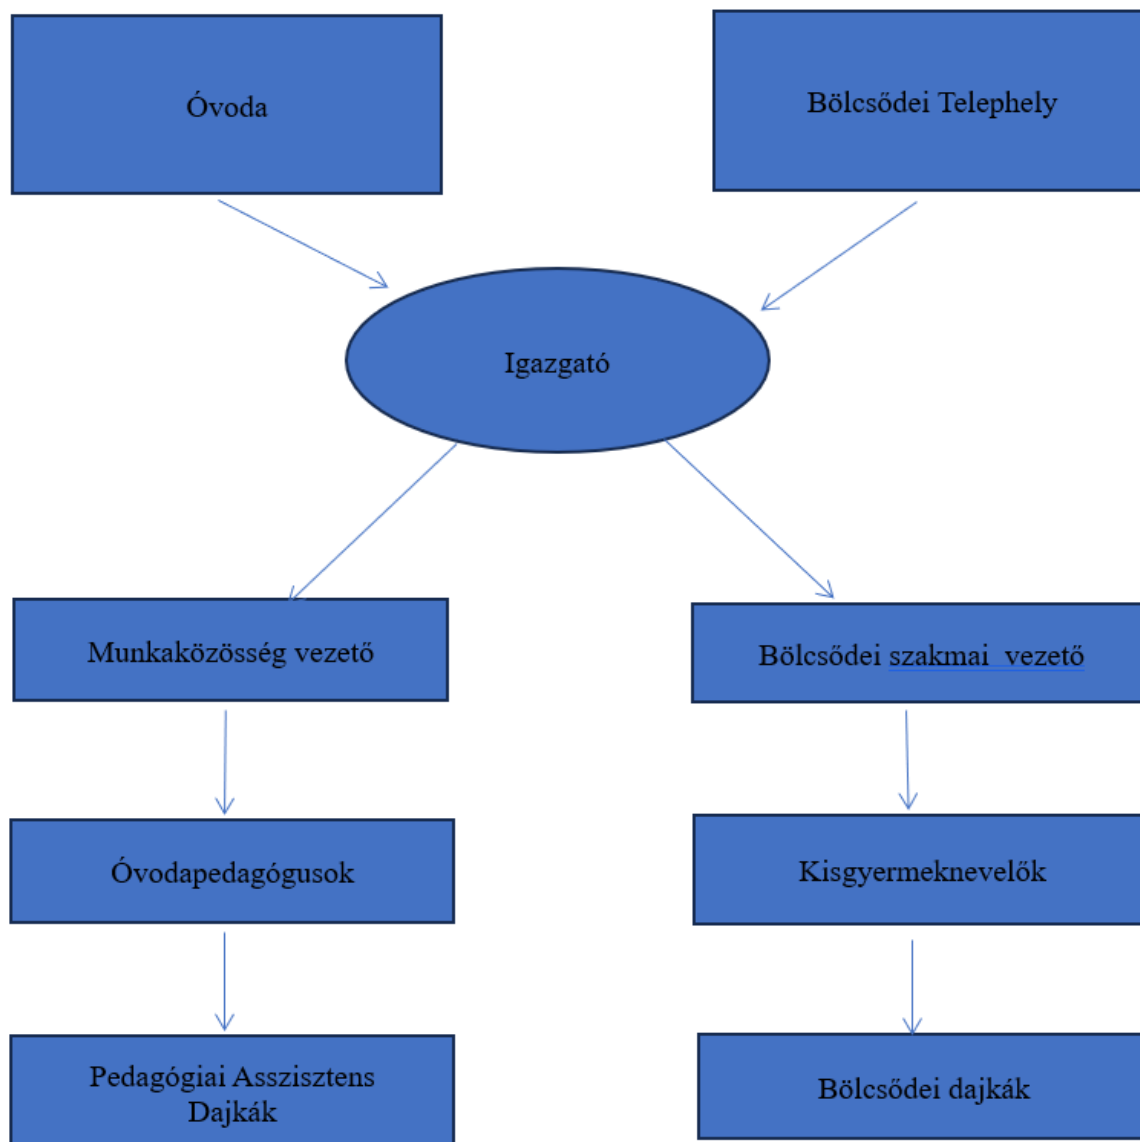 Óvoda
Bölcsődei Telephely
Igazgató
Munkaközösség vezető
Bölcsődei szakmai  vezető
Óvodapedagógusok
Kisgyermeknevelők
Pedagógiai Asszisztens
Dajkák
Bölcsődei dajkák